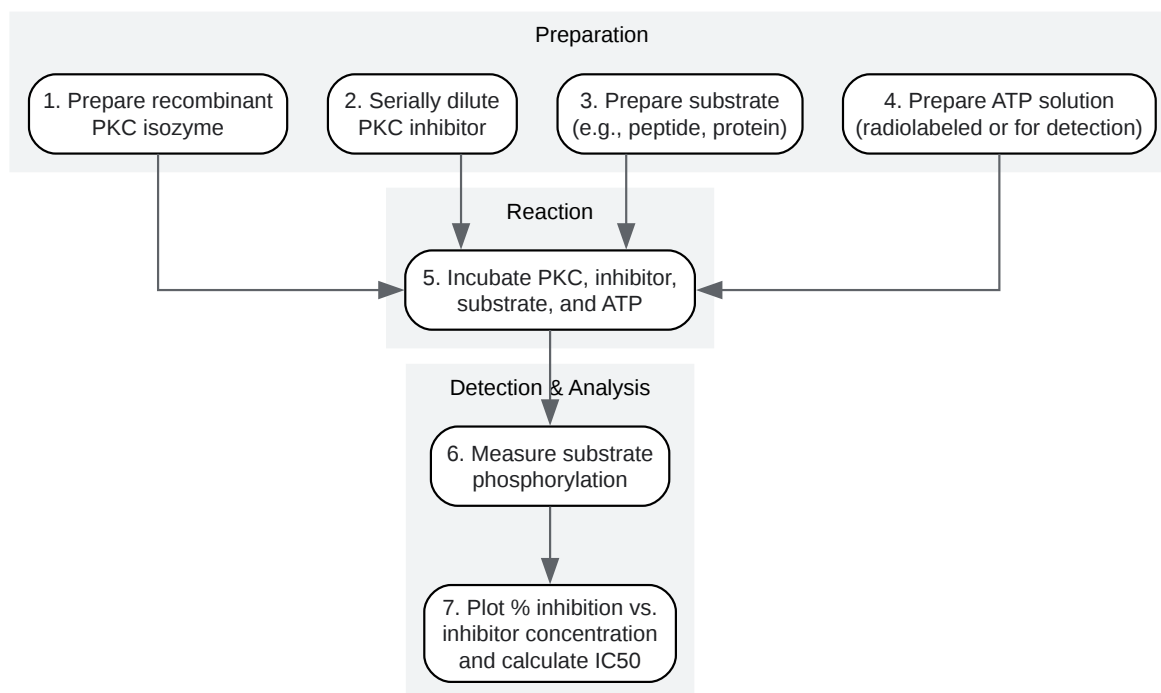 Preparation
1. Prepare recombinant
PKC isozyme
2. Serially dilute
PKC inhibitor
3. Prepare substrate
(e.g., peptide, protein)
4. Prepare ATP solution
(radiolabeled or for detection)
Reaction
5. Incubate PKC, inhibitor,
substrate, and ATP
Detection & Analysis
6. Measure substrate
phosphorylation
7. Plot % inhibition vs.
inhibitor concentration
and calculate IC50